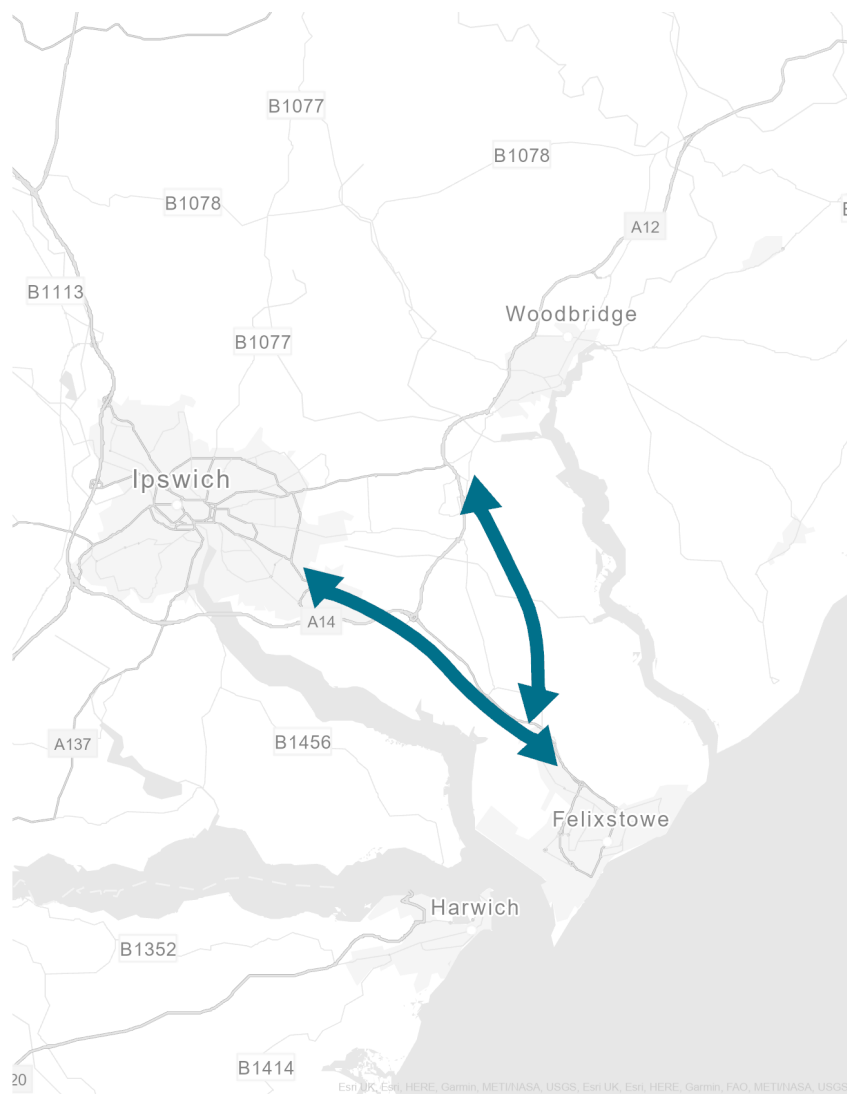 B1077
B1078
B1078
A12
B1113
Woodbridge
B1077
Ipswich
A14
A137
B1456
Felixstowe
Harwich
B1352
B1414
20
Esri UK, Esri, HERE, Garmin, METI/NASA, USGS, Esri UK, Esri, HERE, Garmin, FAO, METI/NASA, USGS